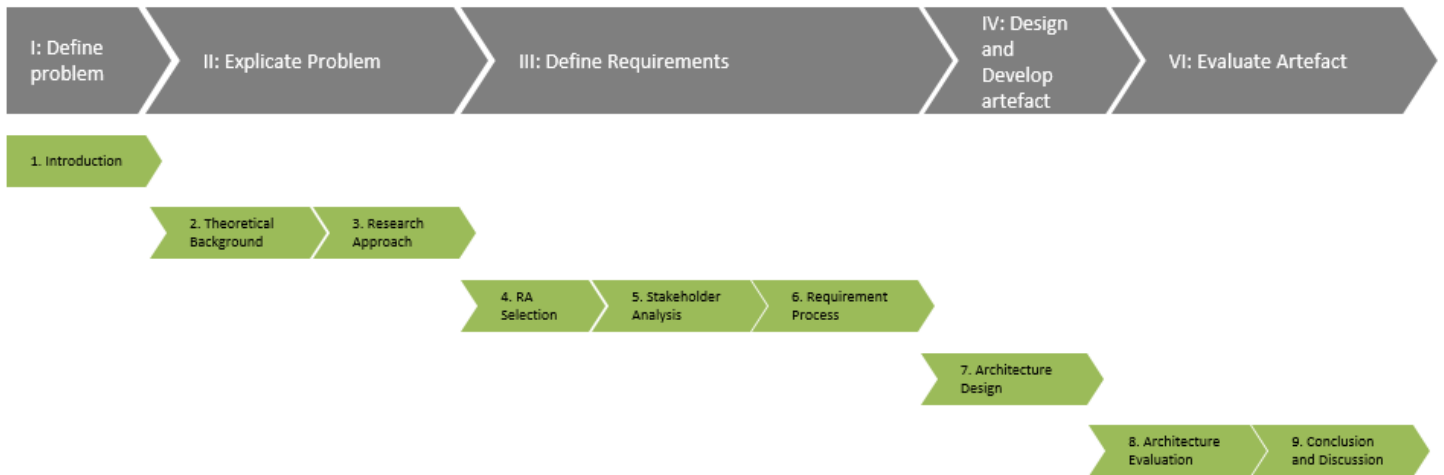 I: Define
problem
II: Explicate Problem
III: Define Requirements
IV: Design
and
Develop
artefact
VI: Evaluate Artefact
1. Introduction
2. Theoretical
Background
3. Research
Approach
4. RA
Selection
5. Stakeholder
Analysis
6. Requirement
Process
7. Architecture
Design
8. Architecture
Evaluation
9. Conclusion
and Discussion